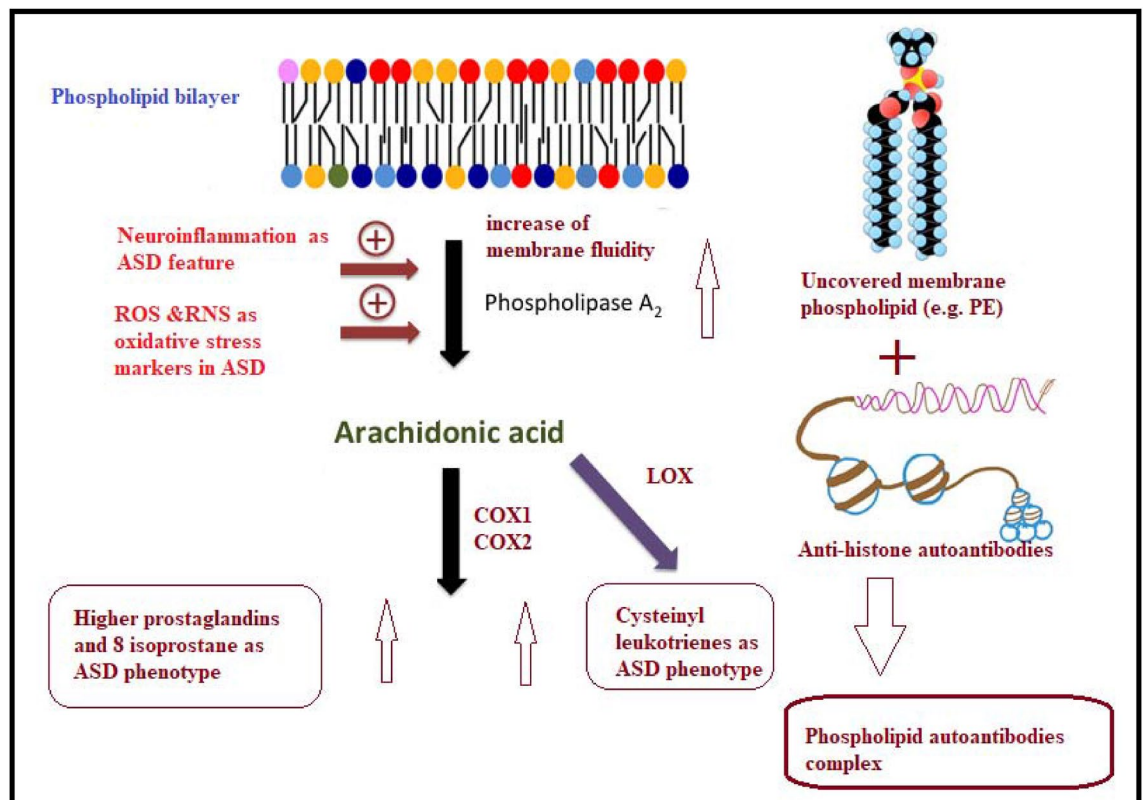 Phospholipid bilayer
Neuroinflammation as
ASD feature
ROS &RNS as
oxidative stress
markers in ASD
increase of
membrane fluidity
Phospholipase A₂
Arachidonic acid
COX1
COX2
LOX
Higher prostaglandins
and 8 isoprostane as
ASD phenotype
Cysteinyl
leukotrienes as
ASD phenotype
Uncovered membrane
phospholipid (e.g. PE)
+
Anti-histone autoantibodies
Phospholipid autoantibodies
complex